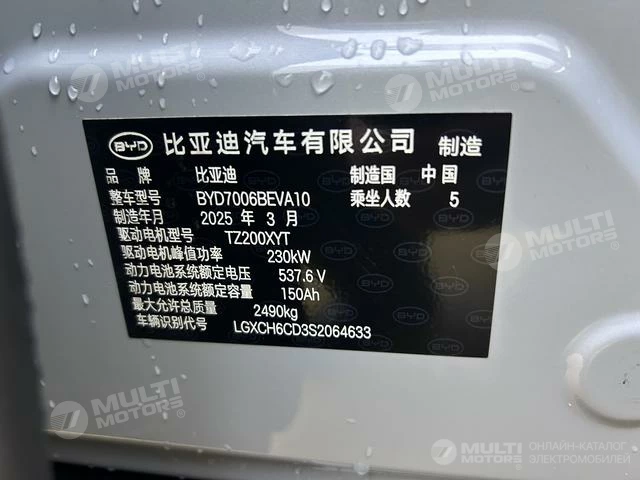 BYD 比亚迪汽车有限公司 制造
品牌 比亚迪 制造国 中国
整车型号 BYD7006BEVA10 乘坐人数 5
制造年月 2025 年 3 月
驱动电机型号 TZ200XYT
驱动电机峰值功率 230kW
动力电池系统额定电压 537.6 V
动力电池系统额定容量 150Ah
最大允许总质量 2490kg
车辆识别代号 LGXCH6CD3S2064633
MULTI MOTORS®
MULTI MOTORS®
MULTI MOTORS®
MULTI MOTORS®
MULTI MOTORS® ОНЛАЙН-КАТАЛОГ ЭЛЕКТРОМОБИЛЕЙ